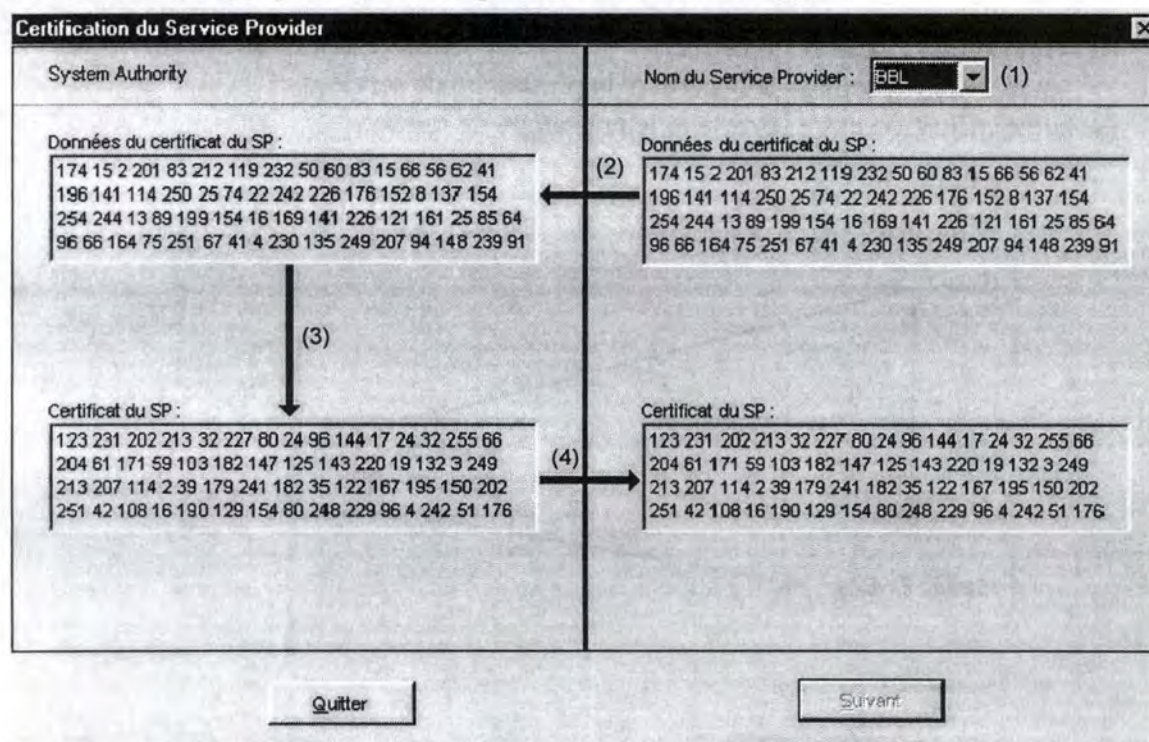 Certification du Service Provider
System Authority
Nom du Service Provider : BBL (1)
Données du certificat du SP :
174 15 2 201 83 212 119 232 50 60 83 15 66 56 62 41
196 141 114 250 25 74 22 242 226 176 152 8 137 154
254 244 13 89 199 154 16 169 141 226 121 161 25 85 64
96 66 164 75 251 67 41 4 230 135 249 207 94 148 239 91
(2)
Données du certificat du SP :
174 15 2 201 83 212 119 232 50 60 83 15 66 56 62 41
196 141 114 250 25 74 22 242 226 176 152 8 137 154
254 244 13 89 199 154 16 169 141 226 121 161 25 85 64
96 66 164 75 251 67 41 4 230 135 249 207 94 148 239 91
(3)
Certificat du SP :
123 231 202 213 32 227 80 24 96 144 17 24 32 255 66
204 61 171 59 103 182 147 125 143 220 19 132 3 249
213 207 114 2 39 179 241 182 35 122 167 195 150 202
251 42 108 16 190 129 154 80 248 229 96 4 242 51 176
(4)
Certificat du SP :
123 231 202 213 32 227 80 24 96 144 17 24 32 255 66
204 61 171 59 103 182 147 125 143 220 19 132 3 249
213 207 114 2 39 179 241 182 35 122 167 195 150 202
251 42 108 16 190 129 154 80 248 229 96 4 242 51 176
Quitter
Suivant